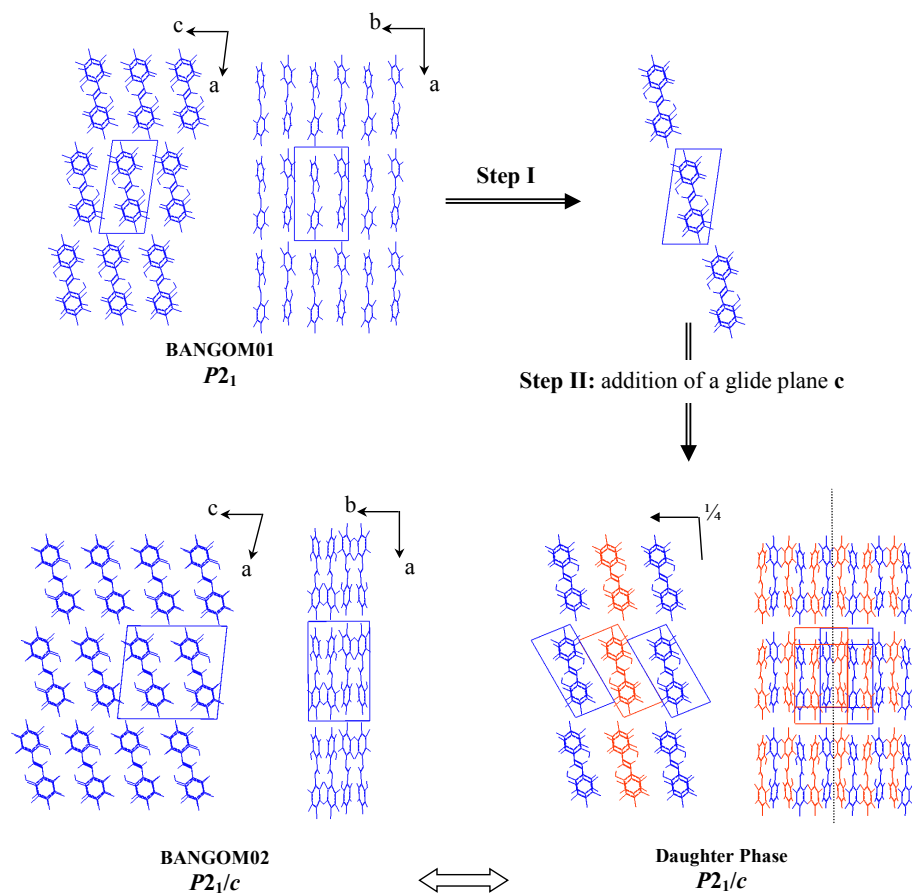 c
b
a
a
Step I
BANGOM01
P2₁
Step II: addition of a glide plane c
c
b
¼
a
a
BANGOM02
P2₁/c
Daughter Phase
P2₁/c